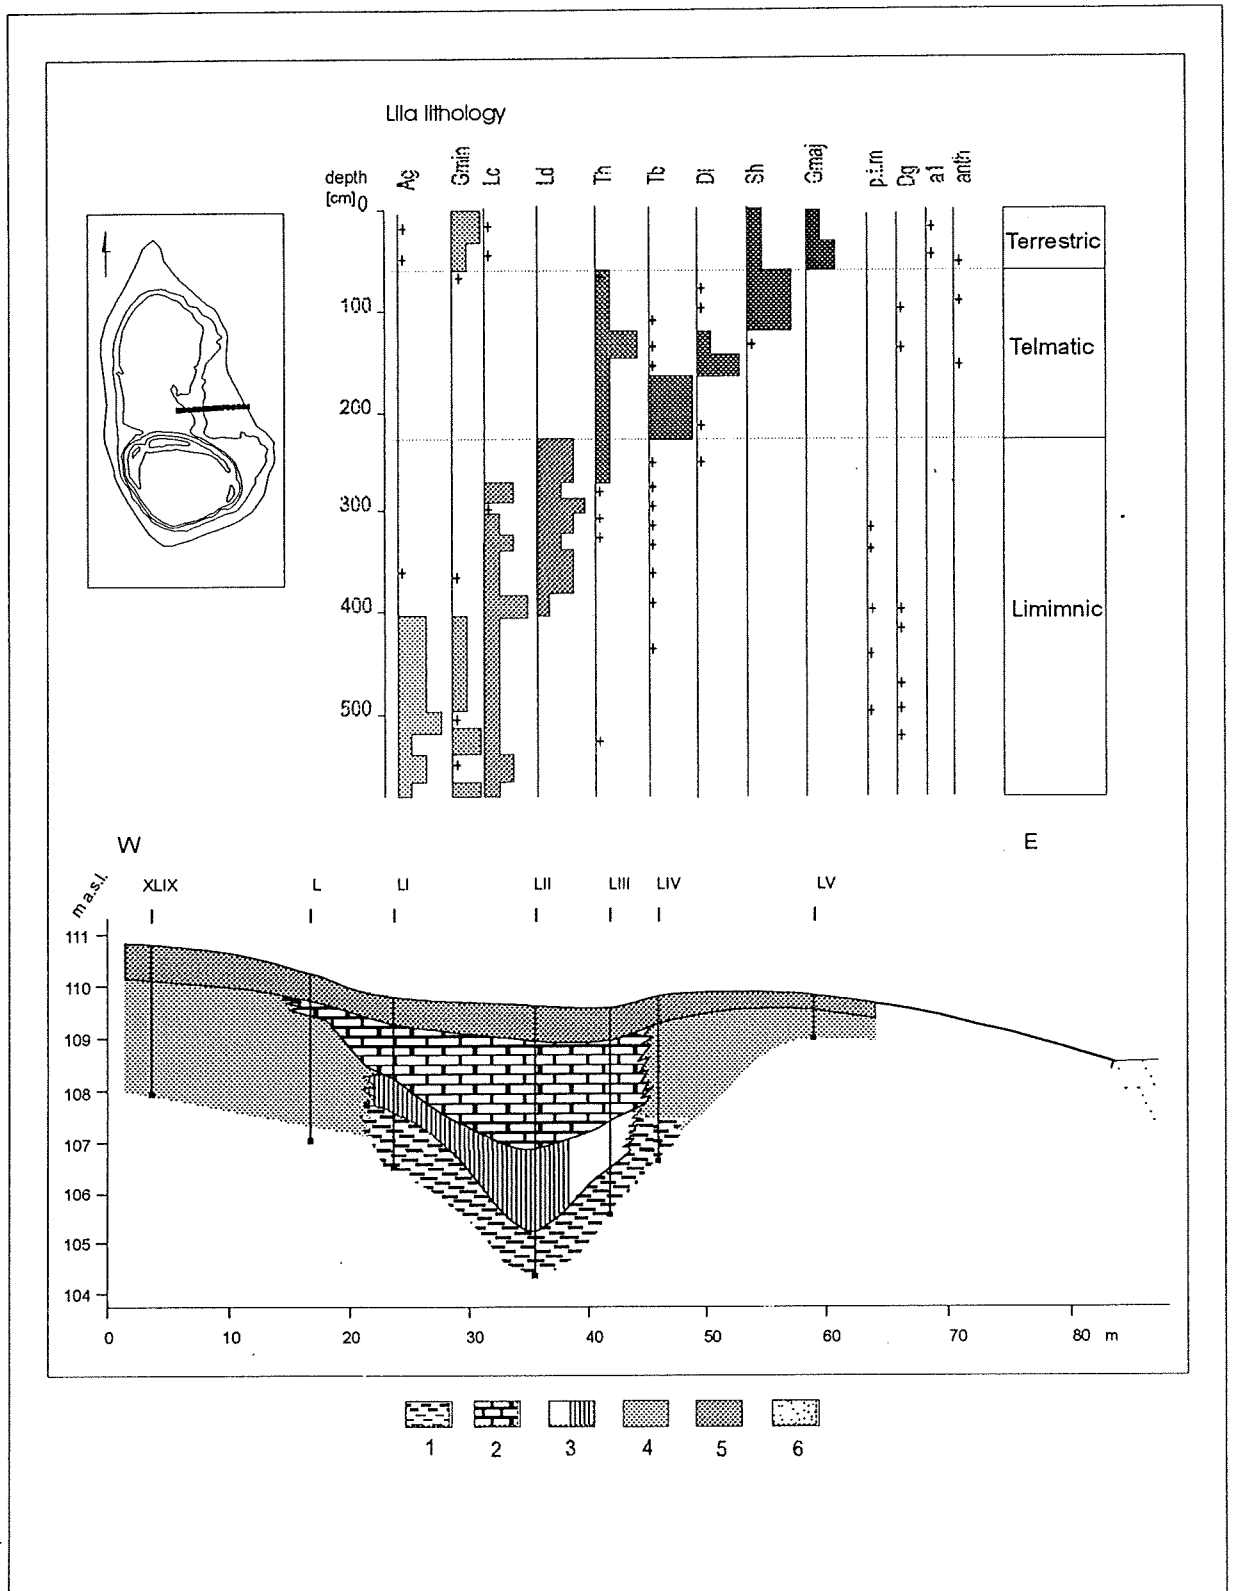 LIIa lithology
depth
[cm]
Ag Gmin Lc Ld Th Tb Dl Sh Gmaj p.i.m Dg a1 anth
0
100
200
300
400
500
Terrestric
Telmatic
Limimnic
W E
m a.s.l.
XLIX L LI LII LIII LIV LV
111
110
109
108
107
106
105
104
0 10 20 30 40 50 60 70 80 m
1 2 3 4 5 6